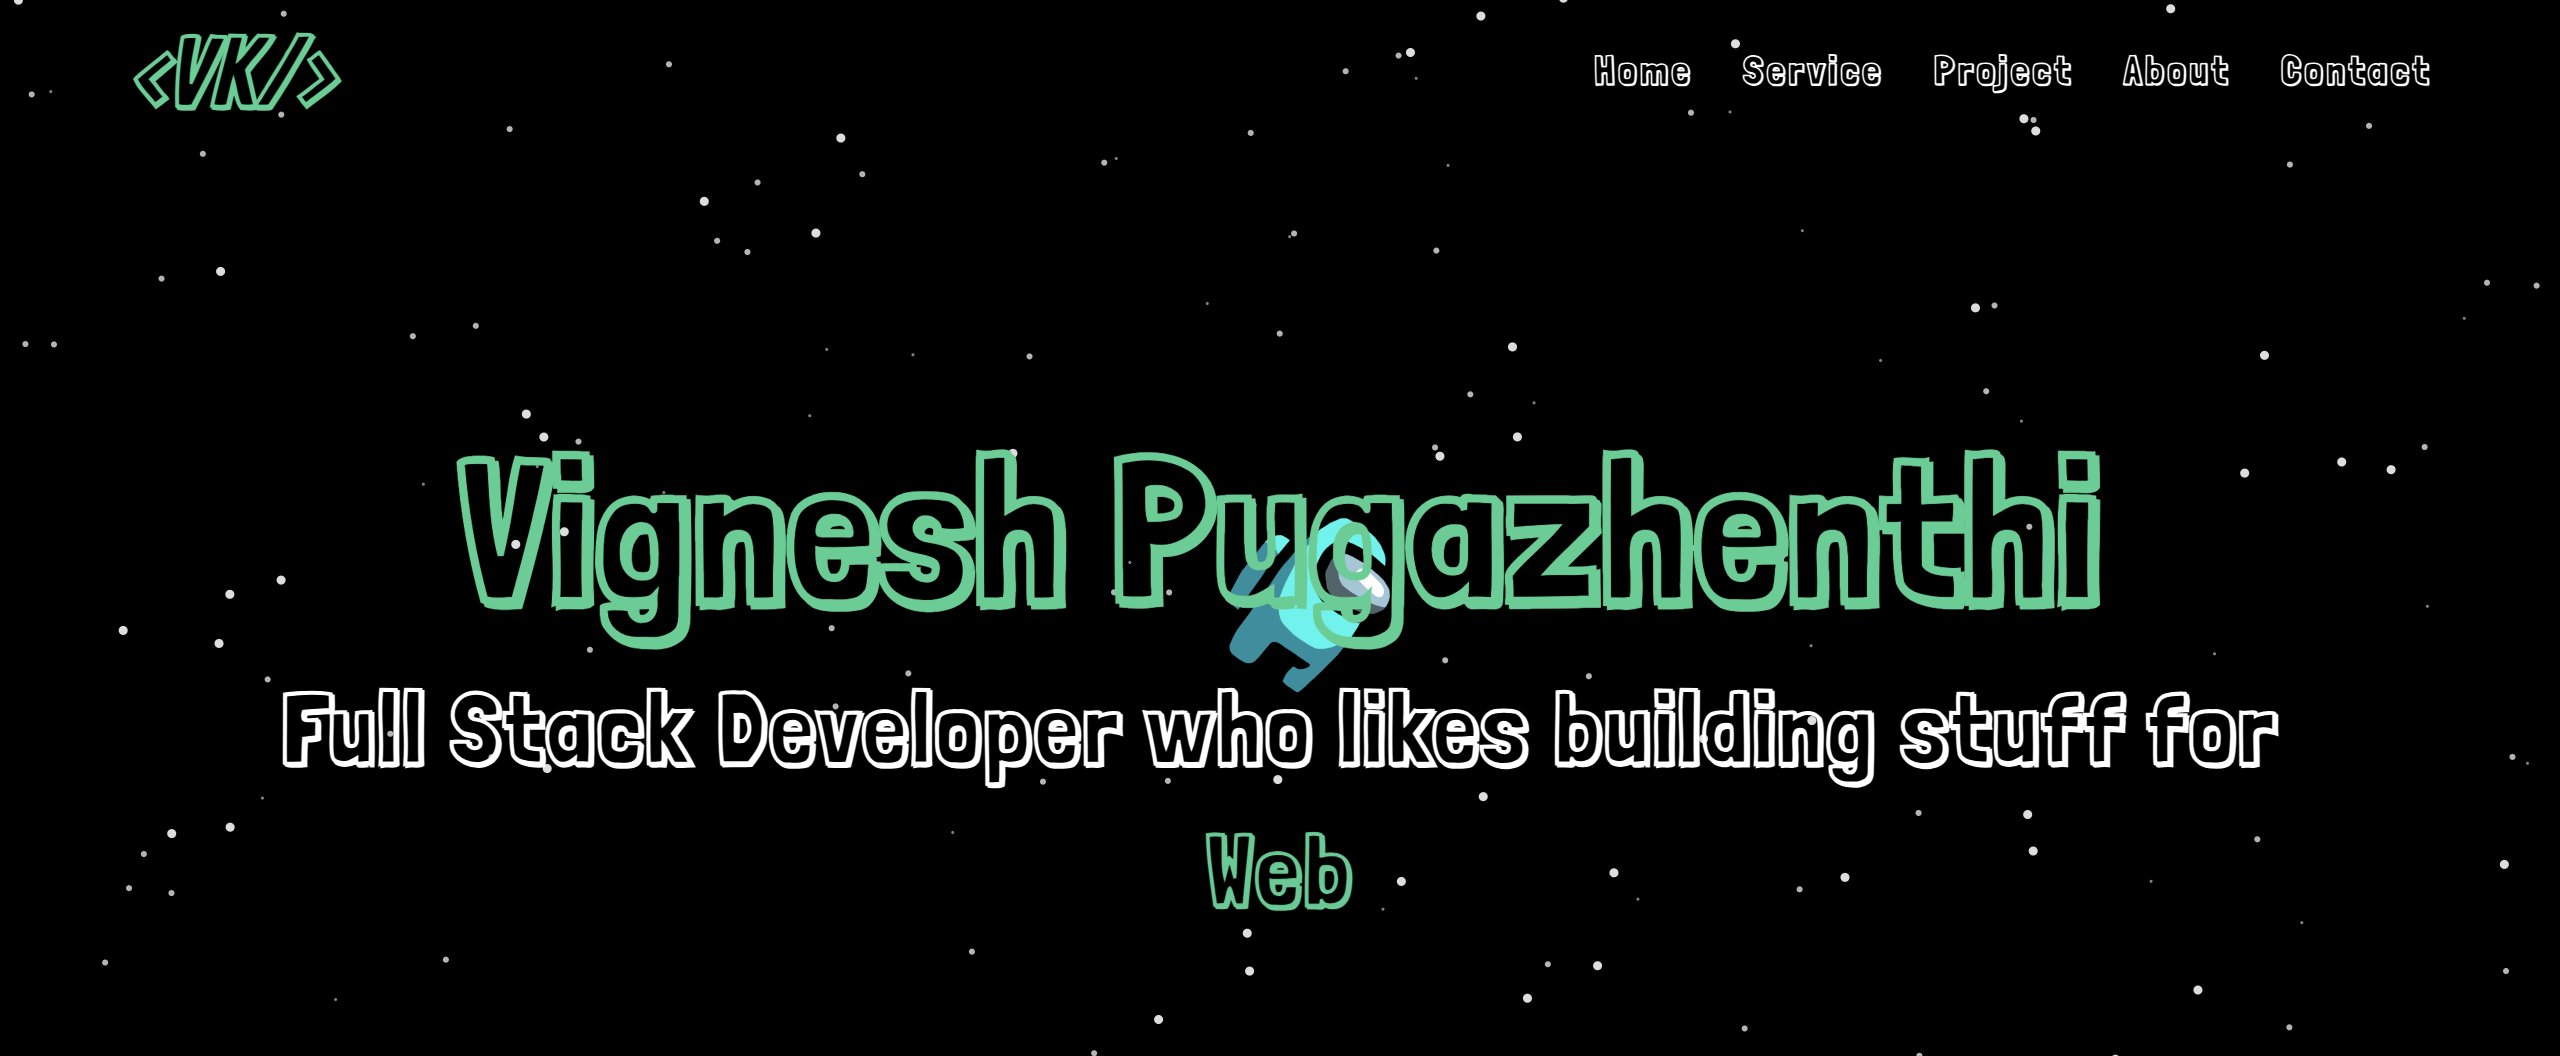 <VK/>
Home Service Project About Contact
Vignesh Pugazhenthi
Full Stack Developer who likes building stuff for
Web